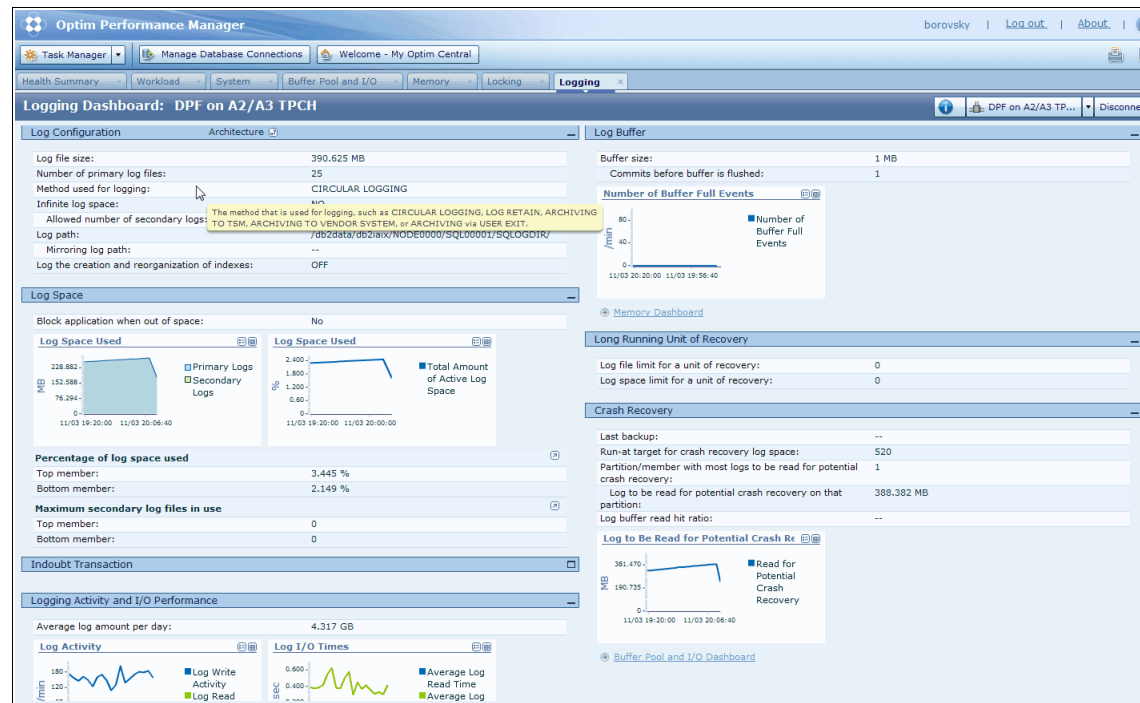 Optim Performance Manager
borovsky | Log out | About |
Task Manager
Manage Database Connections
Welcome - My Optim Central
Health Summary
Workload
System
Buffer Pool and I/O
Memory
Locking
Logging
Logging Dashboard: DPF on A2/A3 TPCH
DPF on A2/A3 TP...
Disconne
Log Configuration
Architecture
Log file size: 390.625 MB
Number of primary log files: 25
Method used for logging: CIRCULAR LOGGING
Infinite log space: NO
Allowed number of secondary logs:
The method that is used for logging, such as CIRCULAR LOGGING, LOG RETAIN, ARCHIVING
TO TSM, ARCHIVING TO VENDOR SYSTEM, or ARCHIVING via USER EXIT.
Log path: /db2data/db2iaix/NODE0000/SQL00001/SQLOGDIR/
Mirroring log path: --
Log the creation and reorganization of indexes: OFF
Log Space
Block application when out of space: No
Log Space Used
228.882
152.588
76.294
0
MB
11/03 19:20:00 11/03 20:06:40
Primary Logs
Secondary
Logs
Log Space Used
2.400
1.800
1.200
0.60
0
%
11/03 19:20:00 11/03 20:00:00
Total Amount
of Active Log
Space
Percentage of log space used
Top member: 3.445 %
Bottom member: 2.149 %
Maximum secondary log files in use
Top member: 0
Bottom member: 0
Indoubt Transaction
Logging Activity and I/O Performance
Average log amount per day: 4.317 GB
Log Activity
180
120
/min
Log Write
Activity
Log Read
Log I/O Times
0.600
0.400
sec
Average Log
Read Time
Average Log
Log Buffer
Buffer size: 1 MB
Commits before buffer is flushed: 1
Number of Buffer Full Events
80
40
0
/min
11/03 20:20:00 11/03 19:56:40
Number of
Buffer Full
Events
Memory Dashboard
Long Running Unit of Recovery
Log file limit for a unit of recovery: 0
Log space limit for a unit of recovery: 0
Crash Recovery
Last backup: --
Run-at target for crash recovery log space: 520
Partition/member with most logs to be read for potential 1
crash recovery:
Log to be read for potential crash recovery on that 388.382 MB
partition:
Log buffer read hit ratio: --
Log to Be Read for Potential Crash Re
381.470
190.735
0
MB
11/03 19:20:00 11/03 20:06:40
Read for
Potential
Crash
Recovery
Buffer Pool and I/O Dashboard